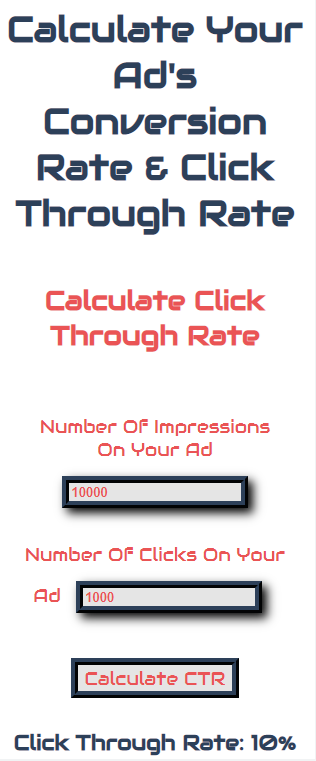 Calculate Your
Ad's
Conversion
Rate & Click
Through Rate
Calculate Click
Through Rate
Number Of Impressions
On Your Ad
10000
Number Of Clicks On Your
Ad 1000
Calculate CTR
Click Through Rate: 10%